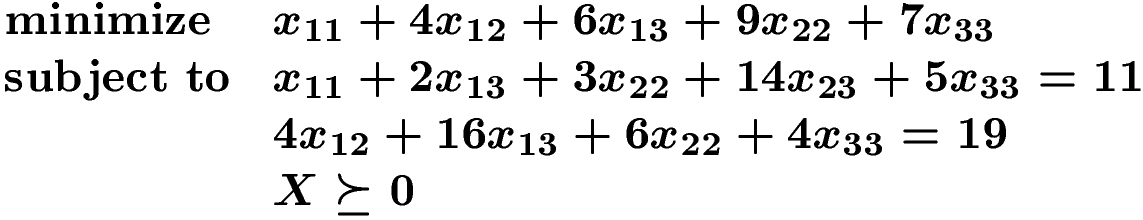 minimize x₁₁ + 4x₁₂ + 6x₁₃ + 9x₂₂ + 7x₃₃
subject to x₁₁ + 2x₁₃ + 3x₂₂ + 14x₂₃ + 5x₃₃ = 11
4x₁₂ + 16x₁₃ + 6x₂₂ + 4x₃₃ = 19
X ⪰ 0